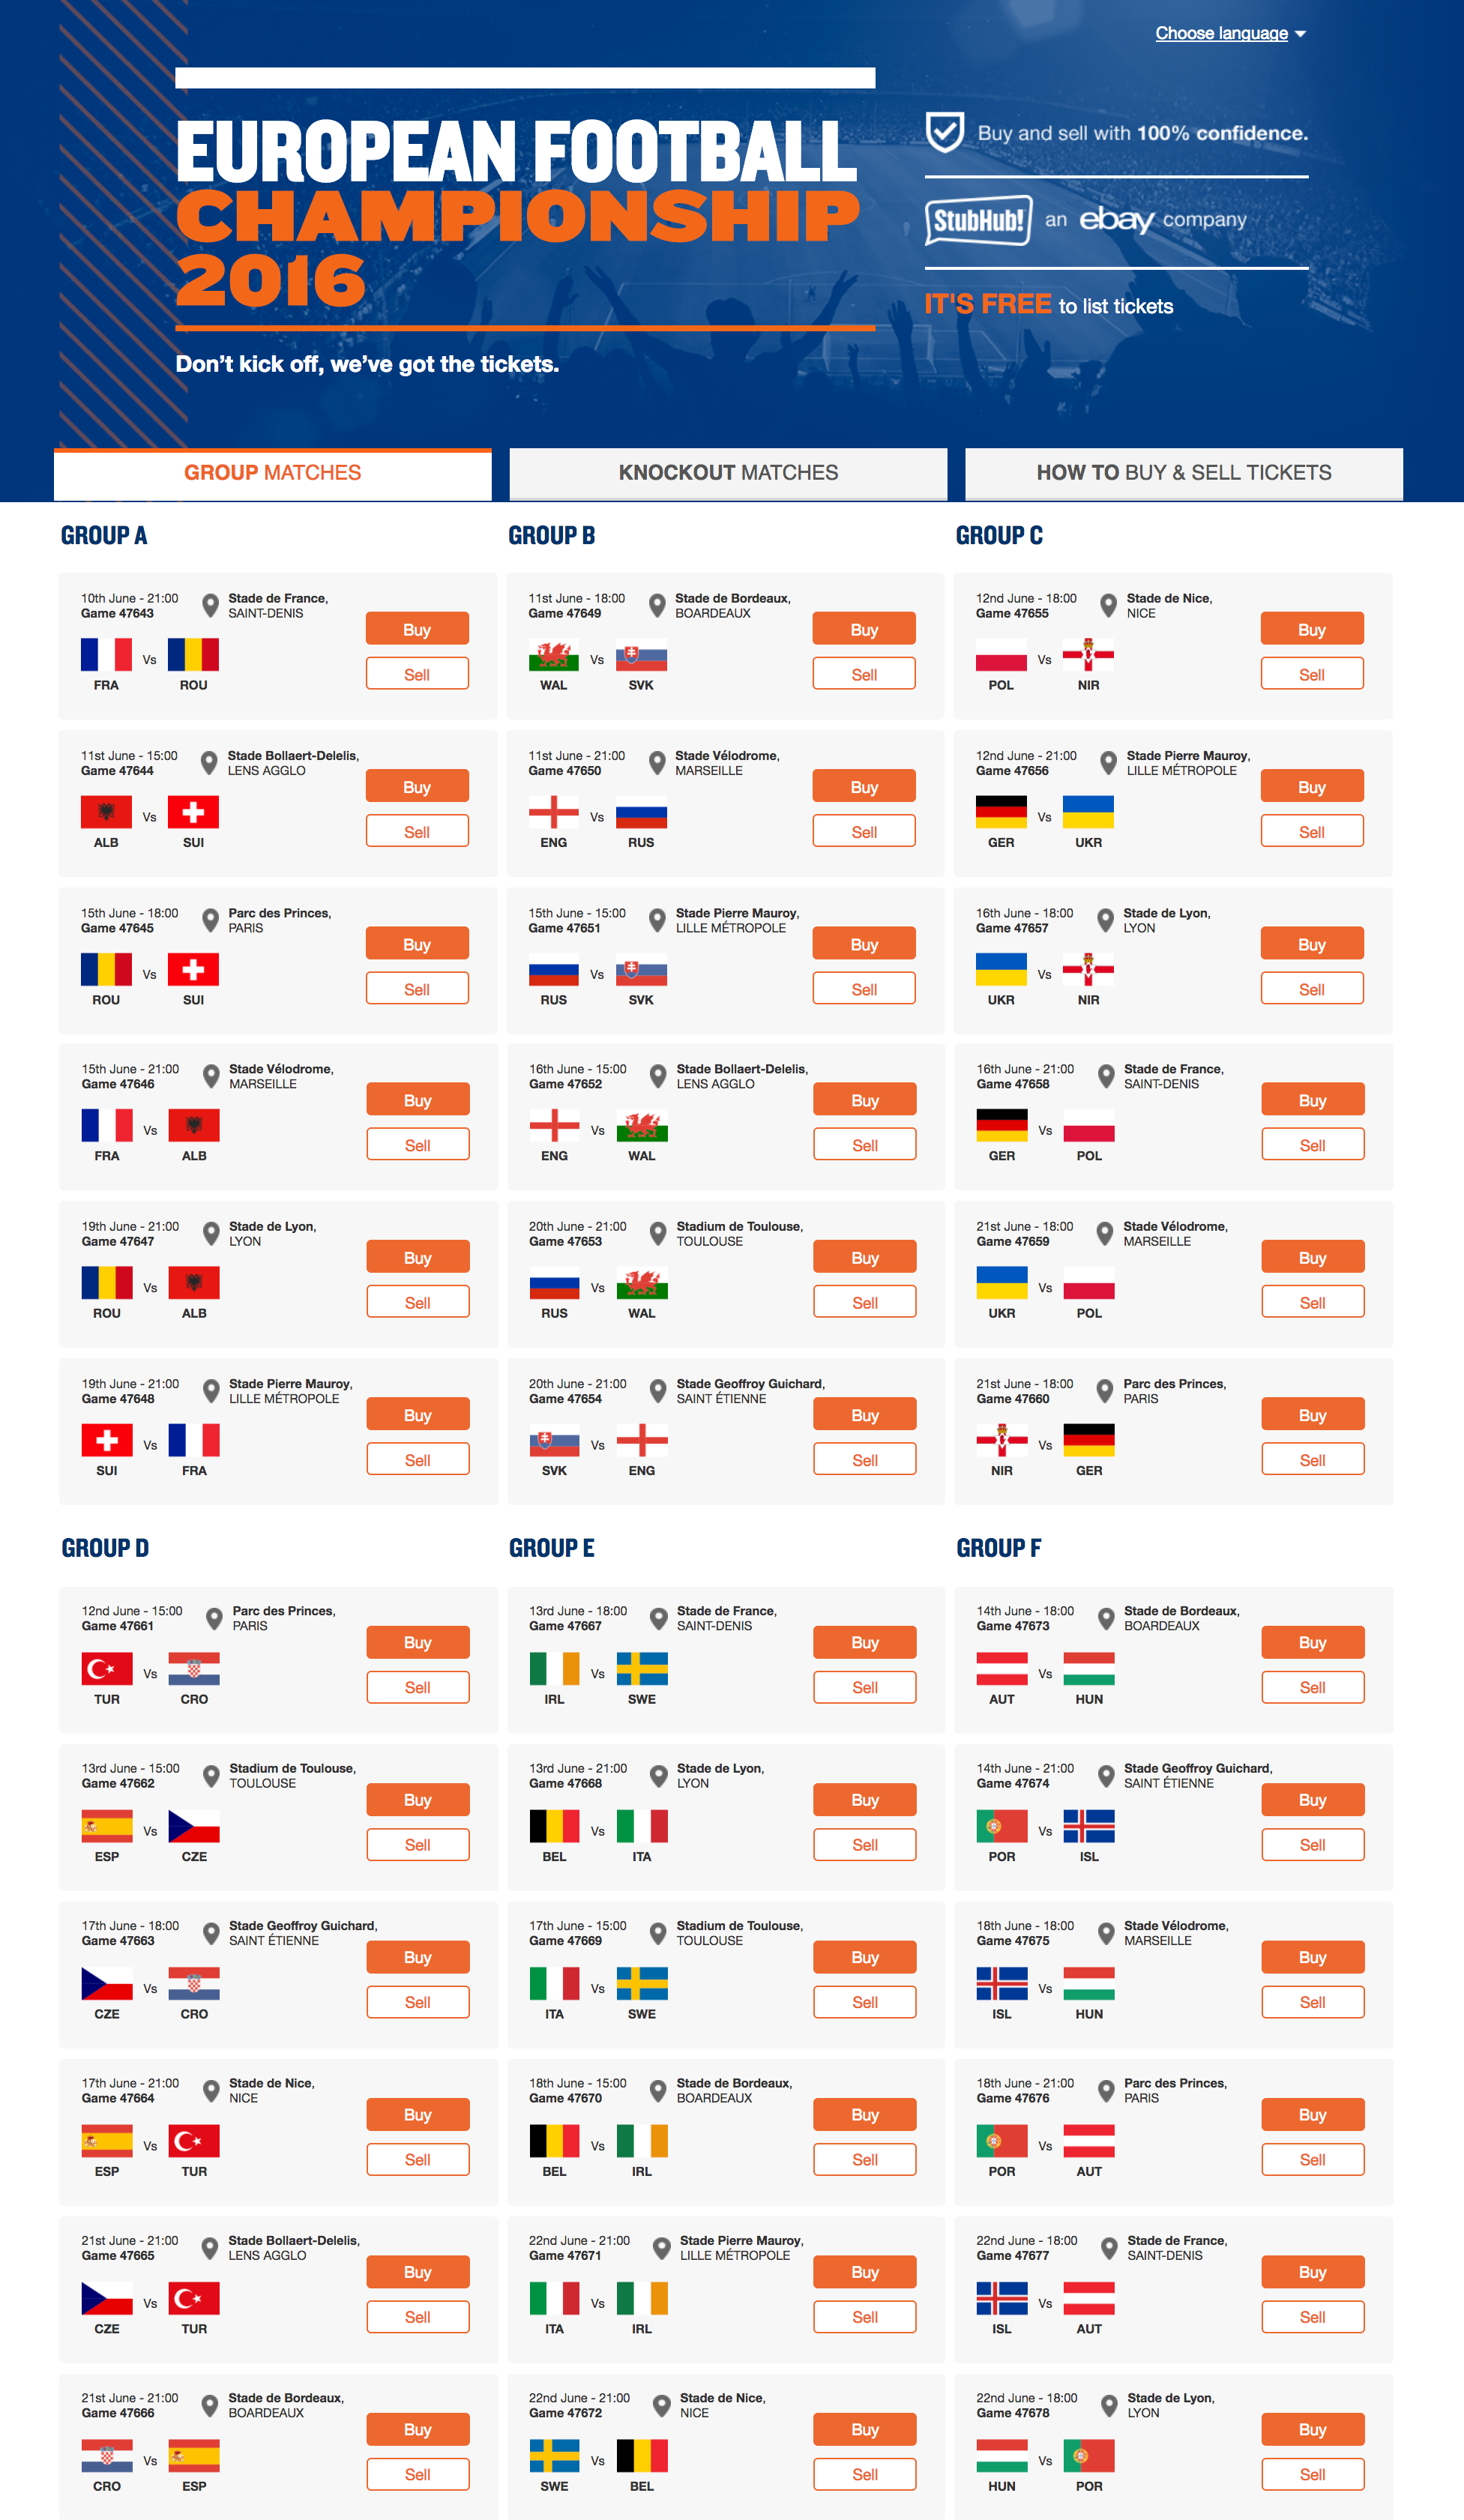 Choose language
EUROPEAN FOOTBALL
CHAMPIONSHIP
2016
Don't kick off, we've got the tickets.
Buy and sell with 100% confidence.
StubHub! an ebay company
IT'S FREE to list tickets
GROUP MATCHES
KNOCKOUT MATCHES
HOW TO BUY & SELL TICKETS
GROUP A
10th June - 21:00
Game 47643
Stade de France,
SAINT-DENIS
FRA Vs ROU
Buy
Sell
11st June - 15:00
Game 47644
Stade Bollaert-Delelis,
LENS AGGLO
ALB Vs SUI
Buy
Sell
15th June - 18:00
Game 47645
Parc des Princes,
PARIS
ROU Vs SUI
Buy
Sell
15th June - 21:00
Game 47646
Stade Vélodrome,
MARSEILLE
FRA Vs ALB
Buy
Sell
19th June - 21:00
Game 47647
Stade de Lyon,
LYON
ROU Vs ALB
Buy
Sell
19th June - 21:00
Game 47648
Stade Pierre Mauroy,
LILLE MÉTROPOLE
SUI Vs FRA
Buy
Sell
GROUP B
11st June - 18:00
Game 47649
Stade de Bordeaux,
BOARDEAUX
WAL Vs SVK
Buy
Sell
11st June - 21:00
Game 47650
Stade Vélodrome,
MARSEILLE
ENG Vs RUS
Buy
Sell
15th June - 15:00
Game 47651
Stade Pierre Mauroy,
LILLE MÉTROPOLE
RUS Vs SVK
Buy
Sell
16th June - 15:00
Game 47652
Stade Bollaert-Delelis,
LENS AGGLO
ENG Vs WAL
Buy
Sell
20th June - 21:00
Game 47653
Stadium de Toulouse,
TOULOUSE
RUS Vs WAL
Buy
Sell
20th June - 21:00
Game 47654
Stade Geoffroy Guichard,
SAINT ÉTIENNE
SVK Vs ENG
Buy
Sell
GROUP C
12nd June - 18:00
Game 47655
Stade de Nice,
NICE
POL Vs NIR
Buy
Sell
12nd June - 21:00
Game 47656
Stade Pierre Mauroy,
LILLE MÉTROPOLE
GER Vs UKR
Buy
Sell
16th June - 18:00
Game 47657
Stade de Lyon,
LYON
UKR Vs NIR
Buy
Sell
16th June - 21:00
Game 47658
Stade de France,
SAINT-DENIS
GER Vs POL
Buy
Sell
21st June - 18:00
Game 47659
Stade Vélodrome,
MARSEILLE
UKR Vs POL
Buy
Sell
21st June - 18:00
Game 47660
Parc des Princes,
PARIS
NIR Vs GER
Buy
Sell
GROUP D
12nd June - 15:00
Game 47661
Parc des Princes,
PARIS
TUR Vs CRO
Buy
Sell
13rd June - 15:00
Game 47662
Stadium de Toulouse,
TOULOUSE
ESP Vs CZE
Buy
Sell
17th June - 18:00
Game 47663
Stade Geoffroy Guichard,
SAINT ÉTIENNE
CZE Vs CRO
Buy
Sell
17th June - 21:00
Game 47664
Stade de Nice,
NICE
ESP Vs TUR
Buy
Sell
21st June - 21:00
Game 47665
Stade Bollaert-Delelis,
LENS AGGLO
CZE Vs TUR
Buy
Sell
21st June - 21:00
Game 47666
Stade de Bordeaux,
BOARDEAUX
CRO Vs ESP
Buy
Sell
GROUP E
13rd June - 18:00
Game 47667
Stade de France,
SAINT-DENIS
IRL Vs SWE
Buy
Sell
13rd June - 21:00
Game 47668
Stade de Lyon,
LYON
BEL Vs ITA
Buy
Sell
17th June - 15:00
Game 47669
Stadium de Toulouse,
TOULOUSE
ITA Vs SWE
Buy
Sell
18th June - 15:00
Game 47670
Stade de Bordeaux,
BOARDEAUX
BEL Vs IRL
Buy
Sell
22nd June - 21:00
Game 47671
Stade Pierre Mauroy,
LILLE MÉTROPOLE
ITA Vs IRL
Buy
Sell
22nd June - 21:00
Game 47672
Stade de Nice,
NICE
SWE Vs BEL
Buy
Sell
GROUP F
14th June - 18:00
Game 47673
Stade de Bordeaux,
BOARDEAUX
AUT Vs HUN
Buy
Sell
14th June - 21:00
Game 47674
Stade Geoffroy Guichard,
SAINT ÉTIENNE
POR Vs ISL
Buy
Sell
18th June - 18:00
Game 47675
Stade Vélodrome,
MARSEILLE
ISL Vs HUN
Buy
Sell
18th June - 21:00
Game 47676
Parc des Princes,
PARIS
POR Vs AUT
Buy
Sell
22nd June - 18:00
Game 47677
Stade de France,
SAINT-DENIS
ISL Vs AUT
Buy
Sell
22nd June - 18:00
Game 47678
Stade de Lyon,
LYON
HUN Vs POR
Buy
Sell